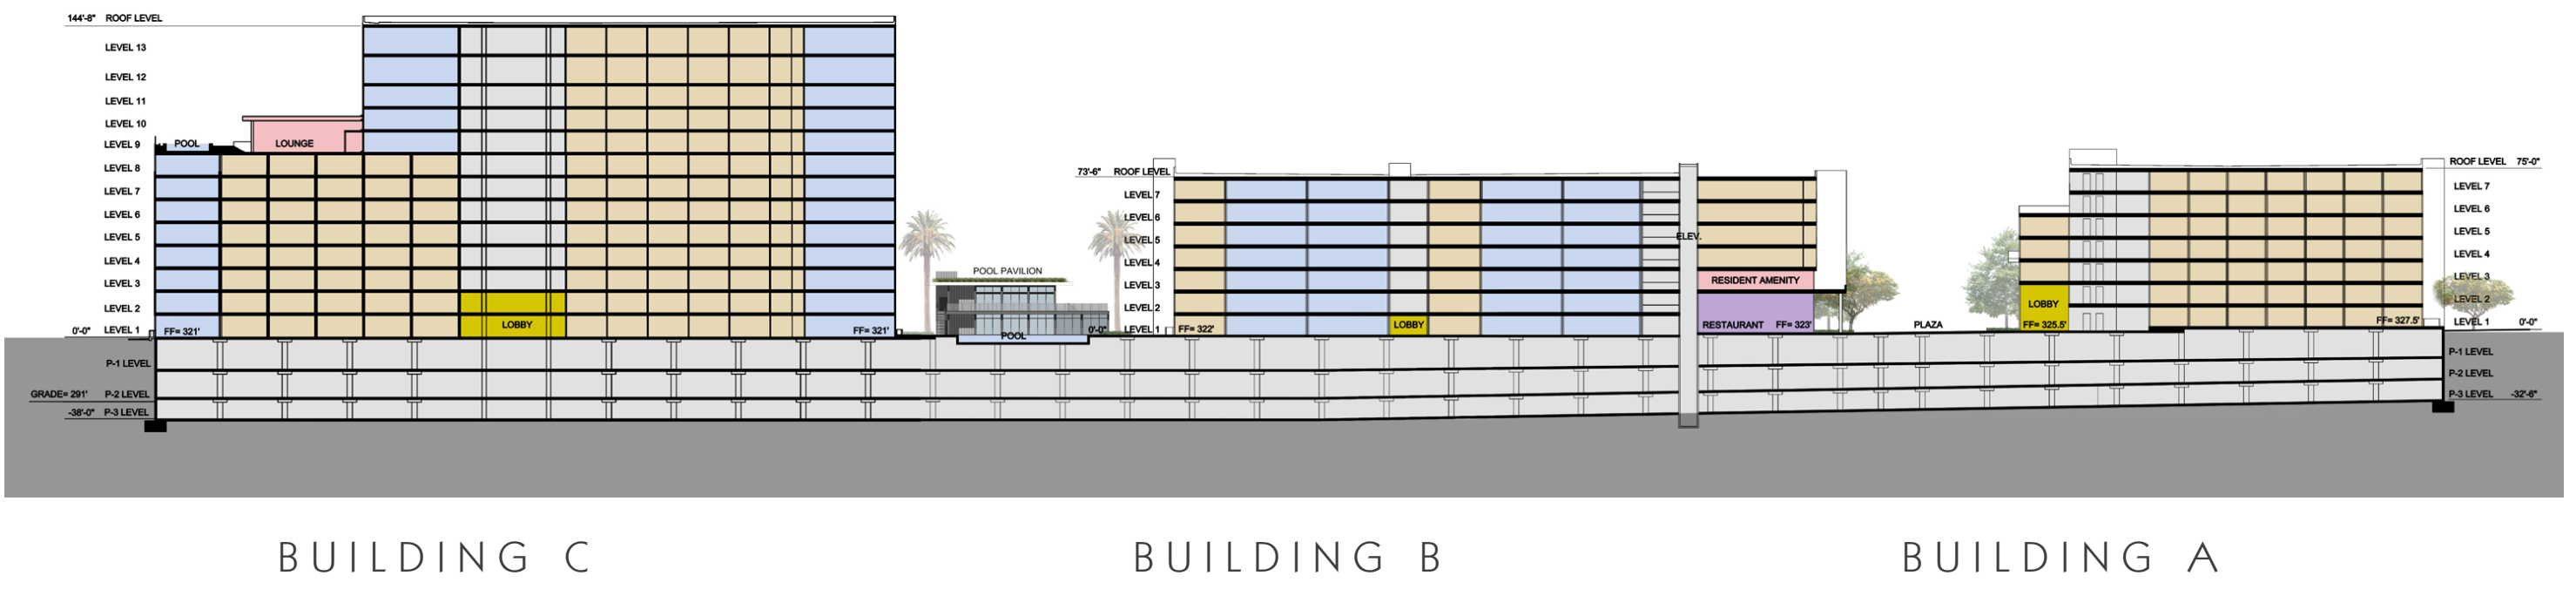 144'-8" ROOF LEVEL
LEVEL 13
LEVEL 12
LEVEL 11
LEVEL 10
LEVEL 9
LEVEL 8
LEVEL 7
LEVEL 6
LEVEL 5
LEVEL 4
LEVEL 3
LEVEL 2
0'-0" LEVEL 1
P-1 LEVEL
GRADE= 291' P-2 LEVEL
-38'-0" P-3 LEVEL
POOL
LOUNGE
LOBBY
FF= 321'
FF= 321'
POOL PAVILION
POOL
73'-6" ROOF LEVEL
LEVEL 7
LEVEL 6
LEVEL 5
LEVEL 4
LEVEL 3
LEVEL 2
0'-0" LEVEL 1
FF= 322'
LOBBY
ELEV.
RESIDENT AMENITY
RESTAURANT FF= 323'
PLAZA
LOBBY
FF= 325.5'
FF= 327.5'
ROOF LEVEL 75'-0"
LEVEL 7
LEVEL 6
LEVEL 5
LEVEL 4
LEVEL 3
LEVEL 2
LEVEL 1 0'-0"
P-1 LEVEL
P-2 LEVEL
P-3 LEVEL -32'-6"
BUILDING C
BUILDING B
BUILDING A